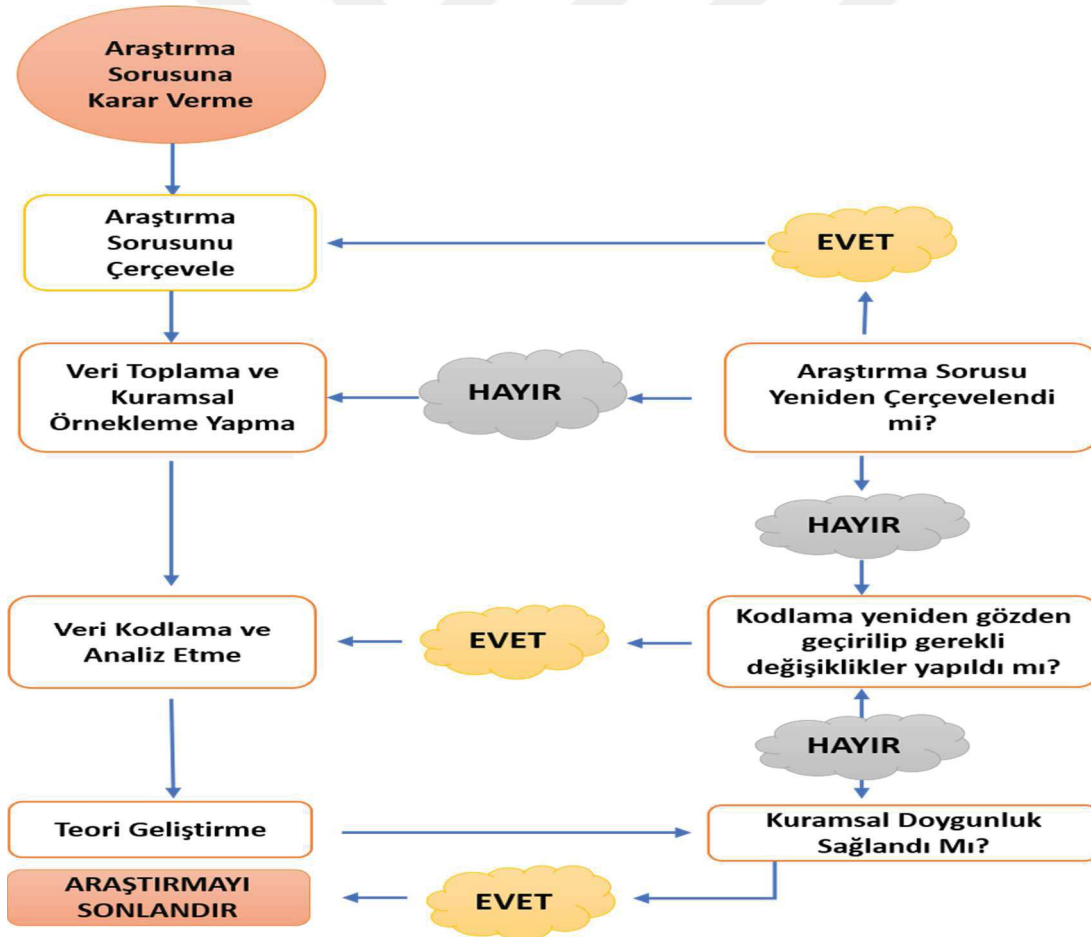 Araştırma
Sorusuna
Karar Verme
Araştırma
Sorusunu
Çerçevele
EVET
Veri Toplama ve
Kuramsal
Örnekleme Yapma
HAYIR
Araştırma Sorusu
Yeniden Çerçevelendi
mi?
HAYIR
Veri Kodlama ve
Analiz Etme
EVET
Kodlama yeniden gözden
geçirilip gerekli
değişiklikler yapıldı mı?
HAYIR
Teori Geliştirme
Kuramsal Doygunluk
Sağlandı Mı?
ARAŞTIRMAYI
SONLANDIR
EVET